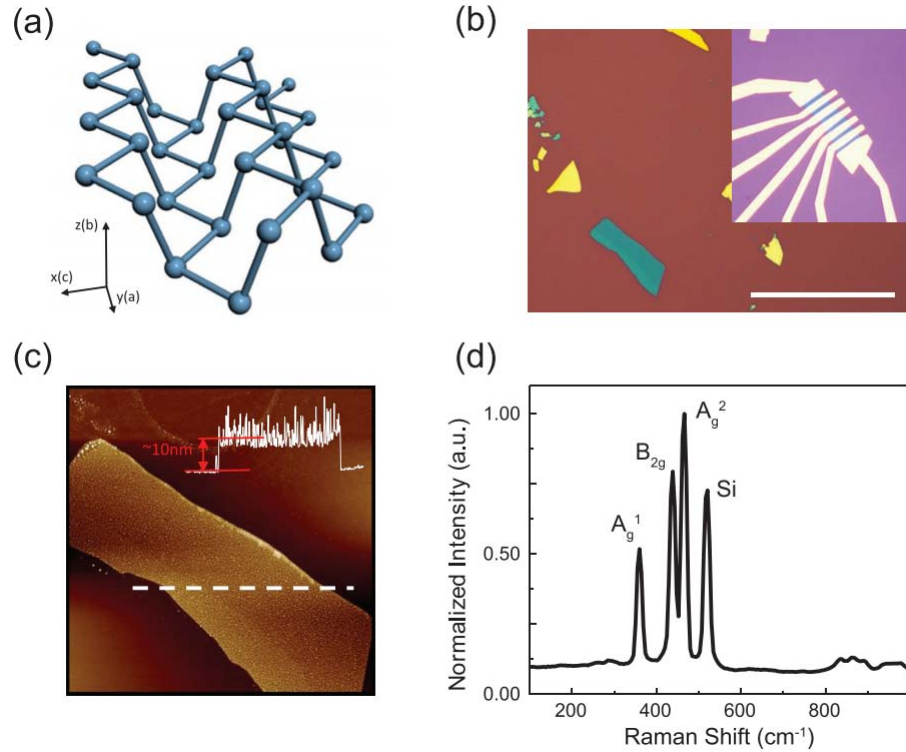 (a)
z(b)
x(c)
y(a)
(b)
(c)
~10nm
(d)
Normalized Intensity (a.u.)
1.00
0.50
0.00
A_g^1
B_2g
A_g^2
Si
200 400 600 800
Raman Shift (cm^-1)